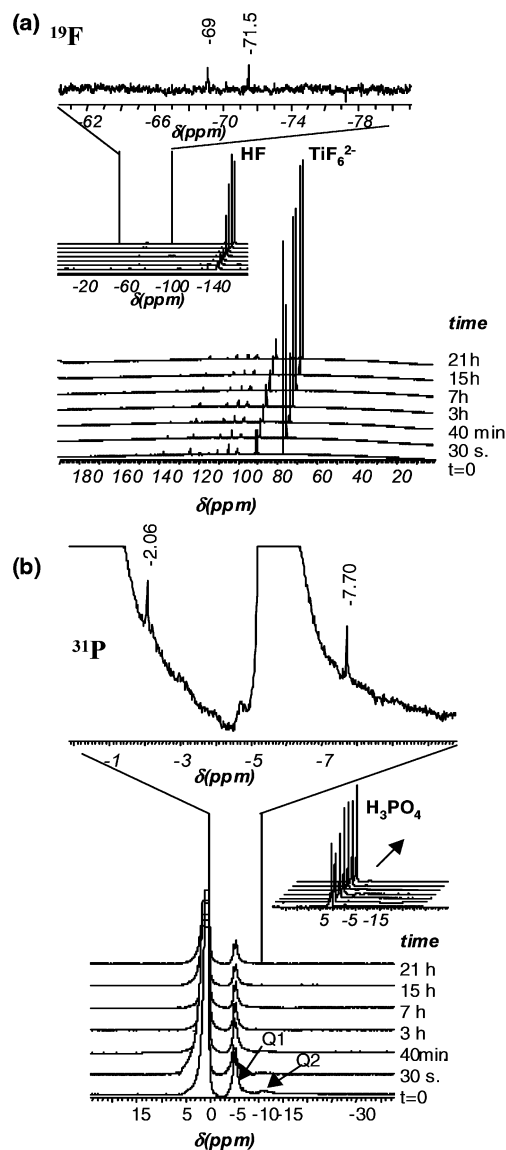 (a) ¹⁹F
-69 -71.5
-62 -66 -70 -74 -78
δ(ppm)
HF TiF₆²⁻
-20 -60 -100 -140
δ(ppm)
time
21h
15h
7h
3h
40 min
30 s.
t=0
180 160 140 120 100 80 60 40 20
δ(ppm)
(b)
-2.06 -7.70
³¹P
-1 -3 -5 -7
δ(ppm)
H₃PO₄
5 -5 -15
time
21 h
15 h
7 h
3 h
40min
30 s.
t=0
Q1
Q2
15 5 0 -5 -10 -15 -30
δ(ppm)